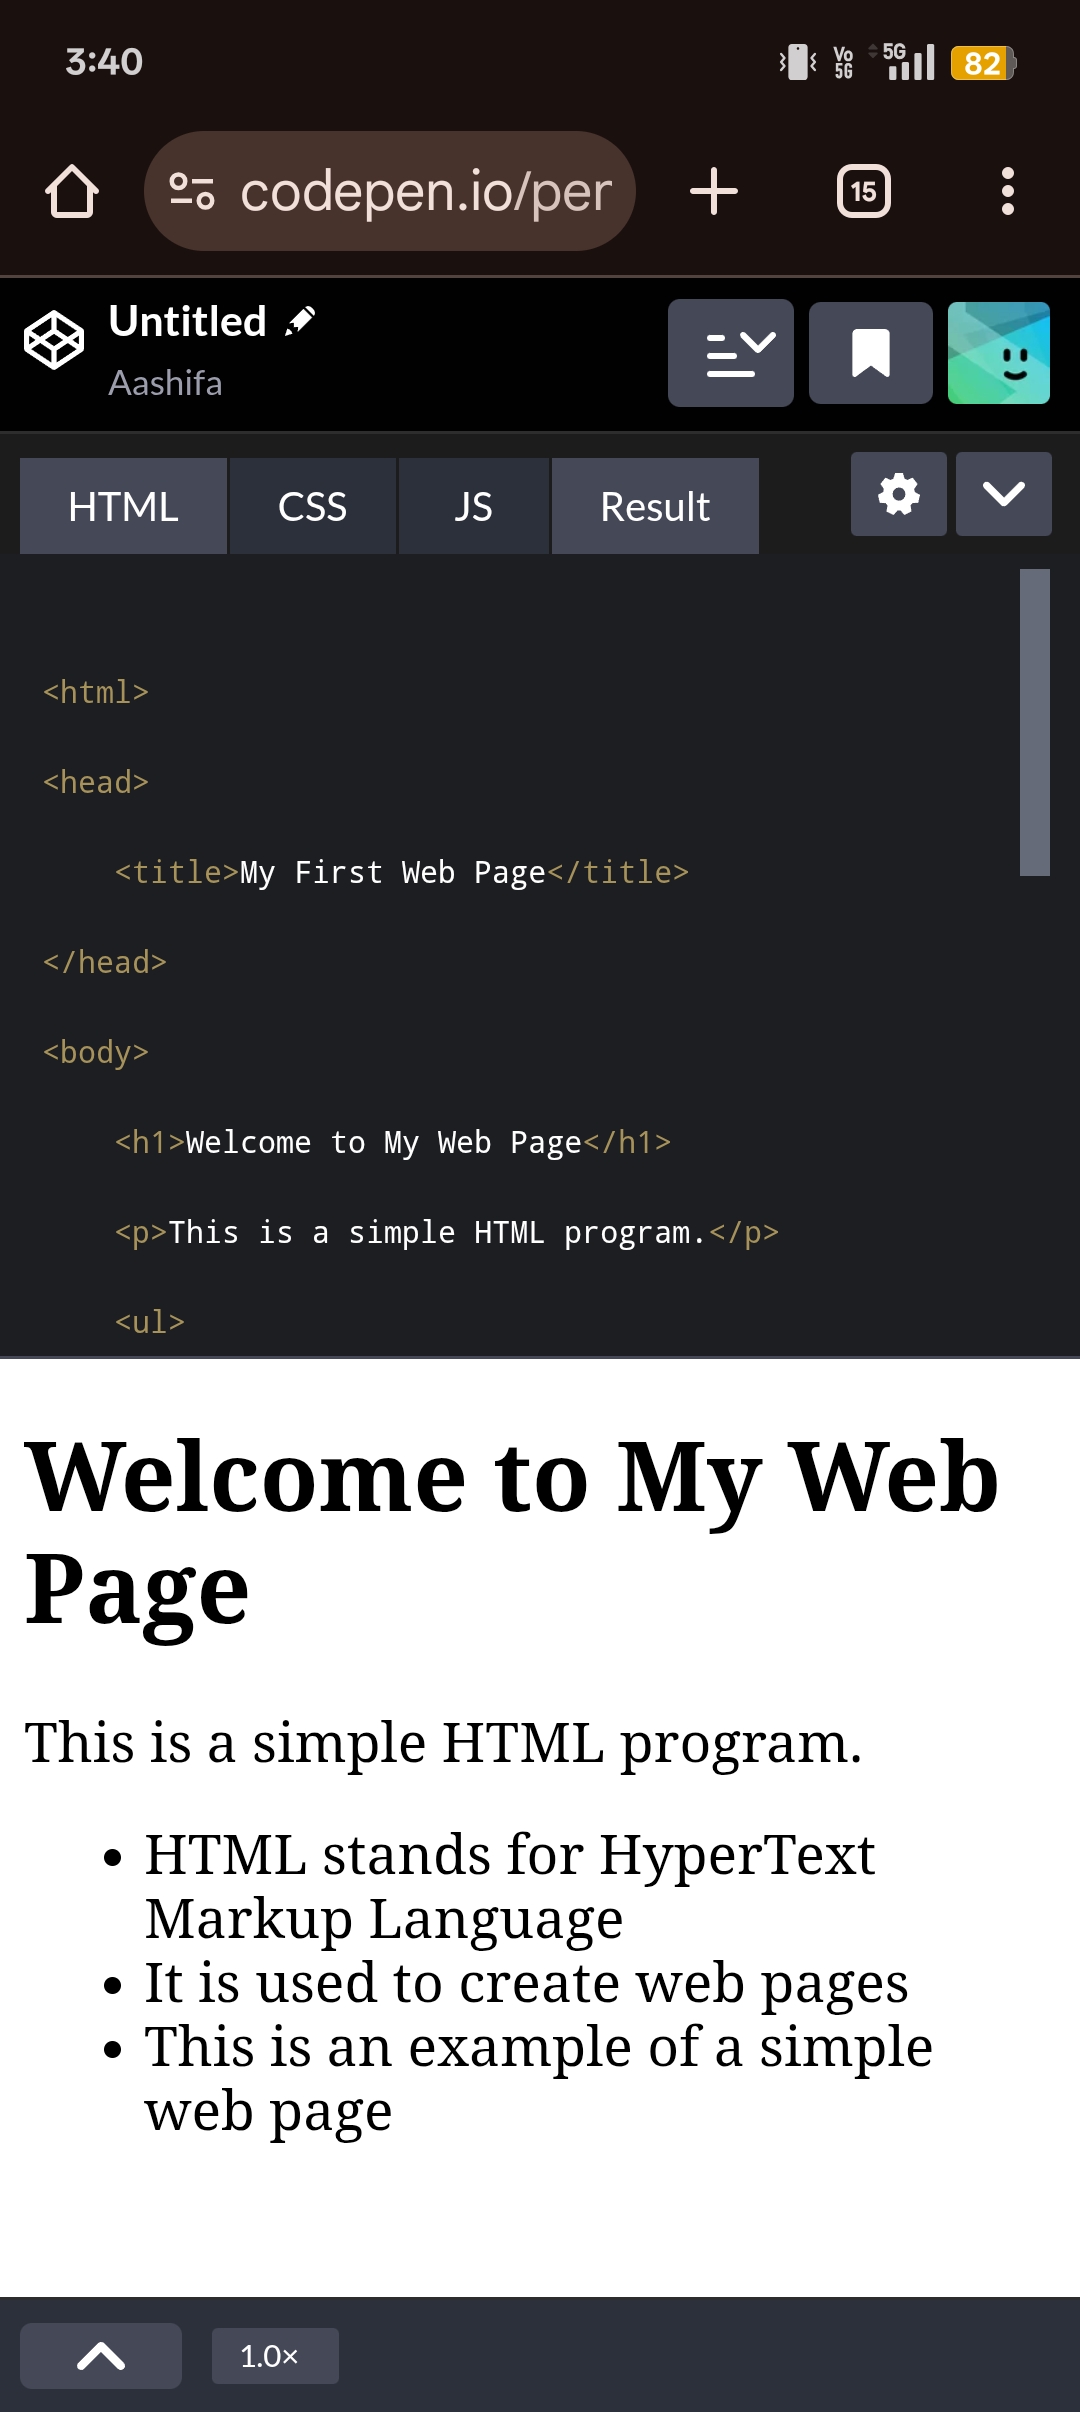 3:40
Vo 5G
5G
82
codepen.io/per
15
Untitled
Aashifa
HTML
CSS
JS
Result
<html>
<head>
<title>My First Web Page</title>
</head>
<body>
<h1>Welcome to My Web Page</h1>
<p>This is a simple HTML program.</p>
<ul>
Welcome to My Web
Page
This is a simple HTML program.
• HTML stands for HyperText
Markup Language
• It is used to create web pages
• This is an example of a simple
web page
1.0×